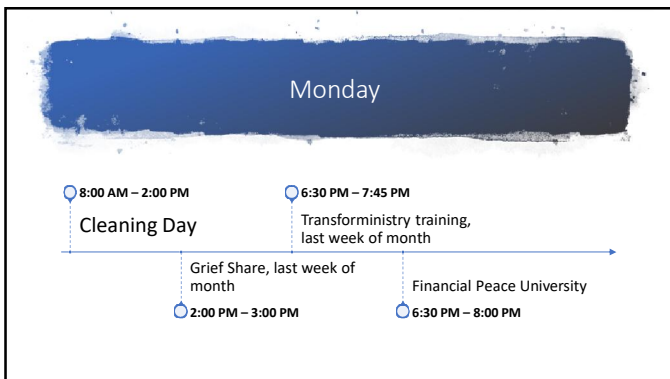 Monday
8:00 AM – 2:00 PM
Cleaning Day
Grief Share, last week of
month
2:00 PM – 3:00 PM
6:30 PM – 7:45 PM
Transforministry training,
last week of month
Financial Peace University
6:30 PM – 8:00 PM